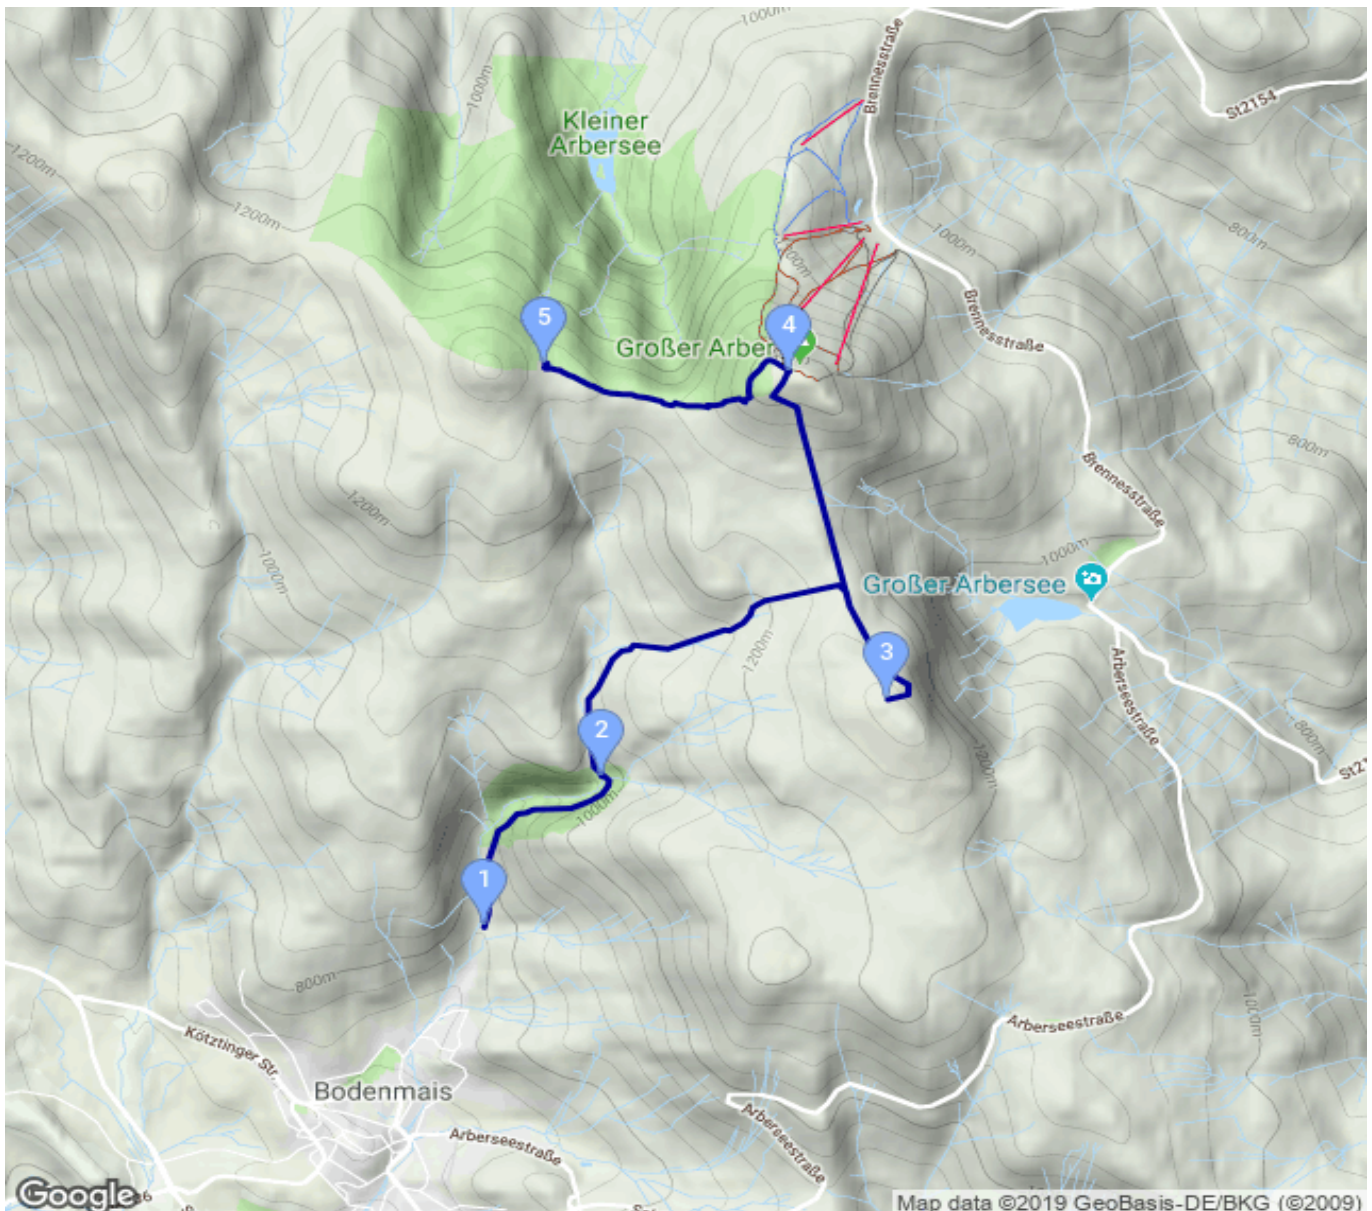 1000m
Brennesstraße
St2154
1000m
Kleiner
Arbersee
1200m
1200m
1000m
800m
5
4
Großer Arber
Brennesstraße
800m
Brennesstraße
1200m
1000m
1000m
Großer Arbersee
3
1200m
Arberseestraße
2
1200m
800m
1000m
1
800m
1000m
Arberseestraße
Kötztinger Str.
Bodenmais
Arberseestraße
Arberseestraße
Google
Map data ©2019 GeoBasis-DE/BKG (©2009)